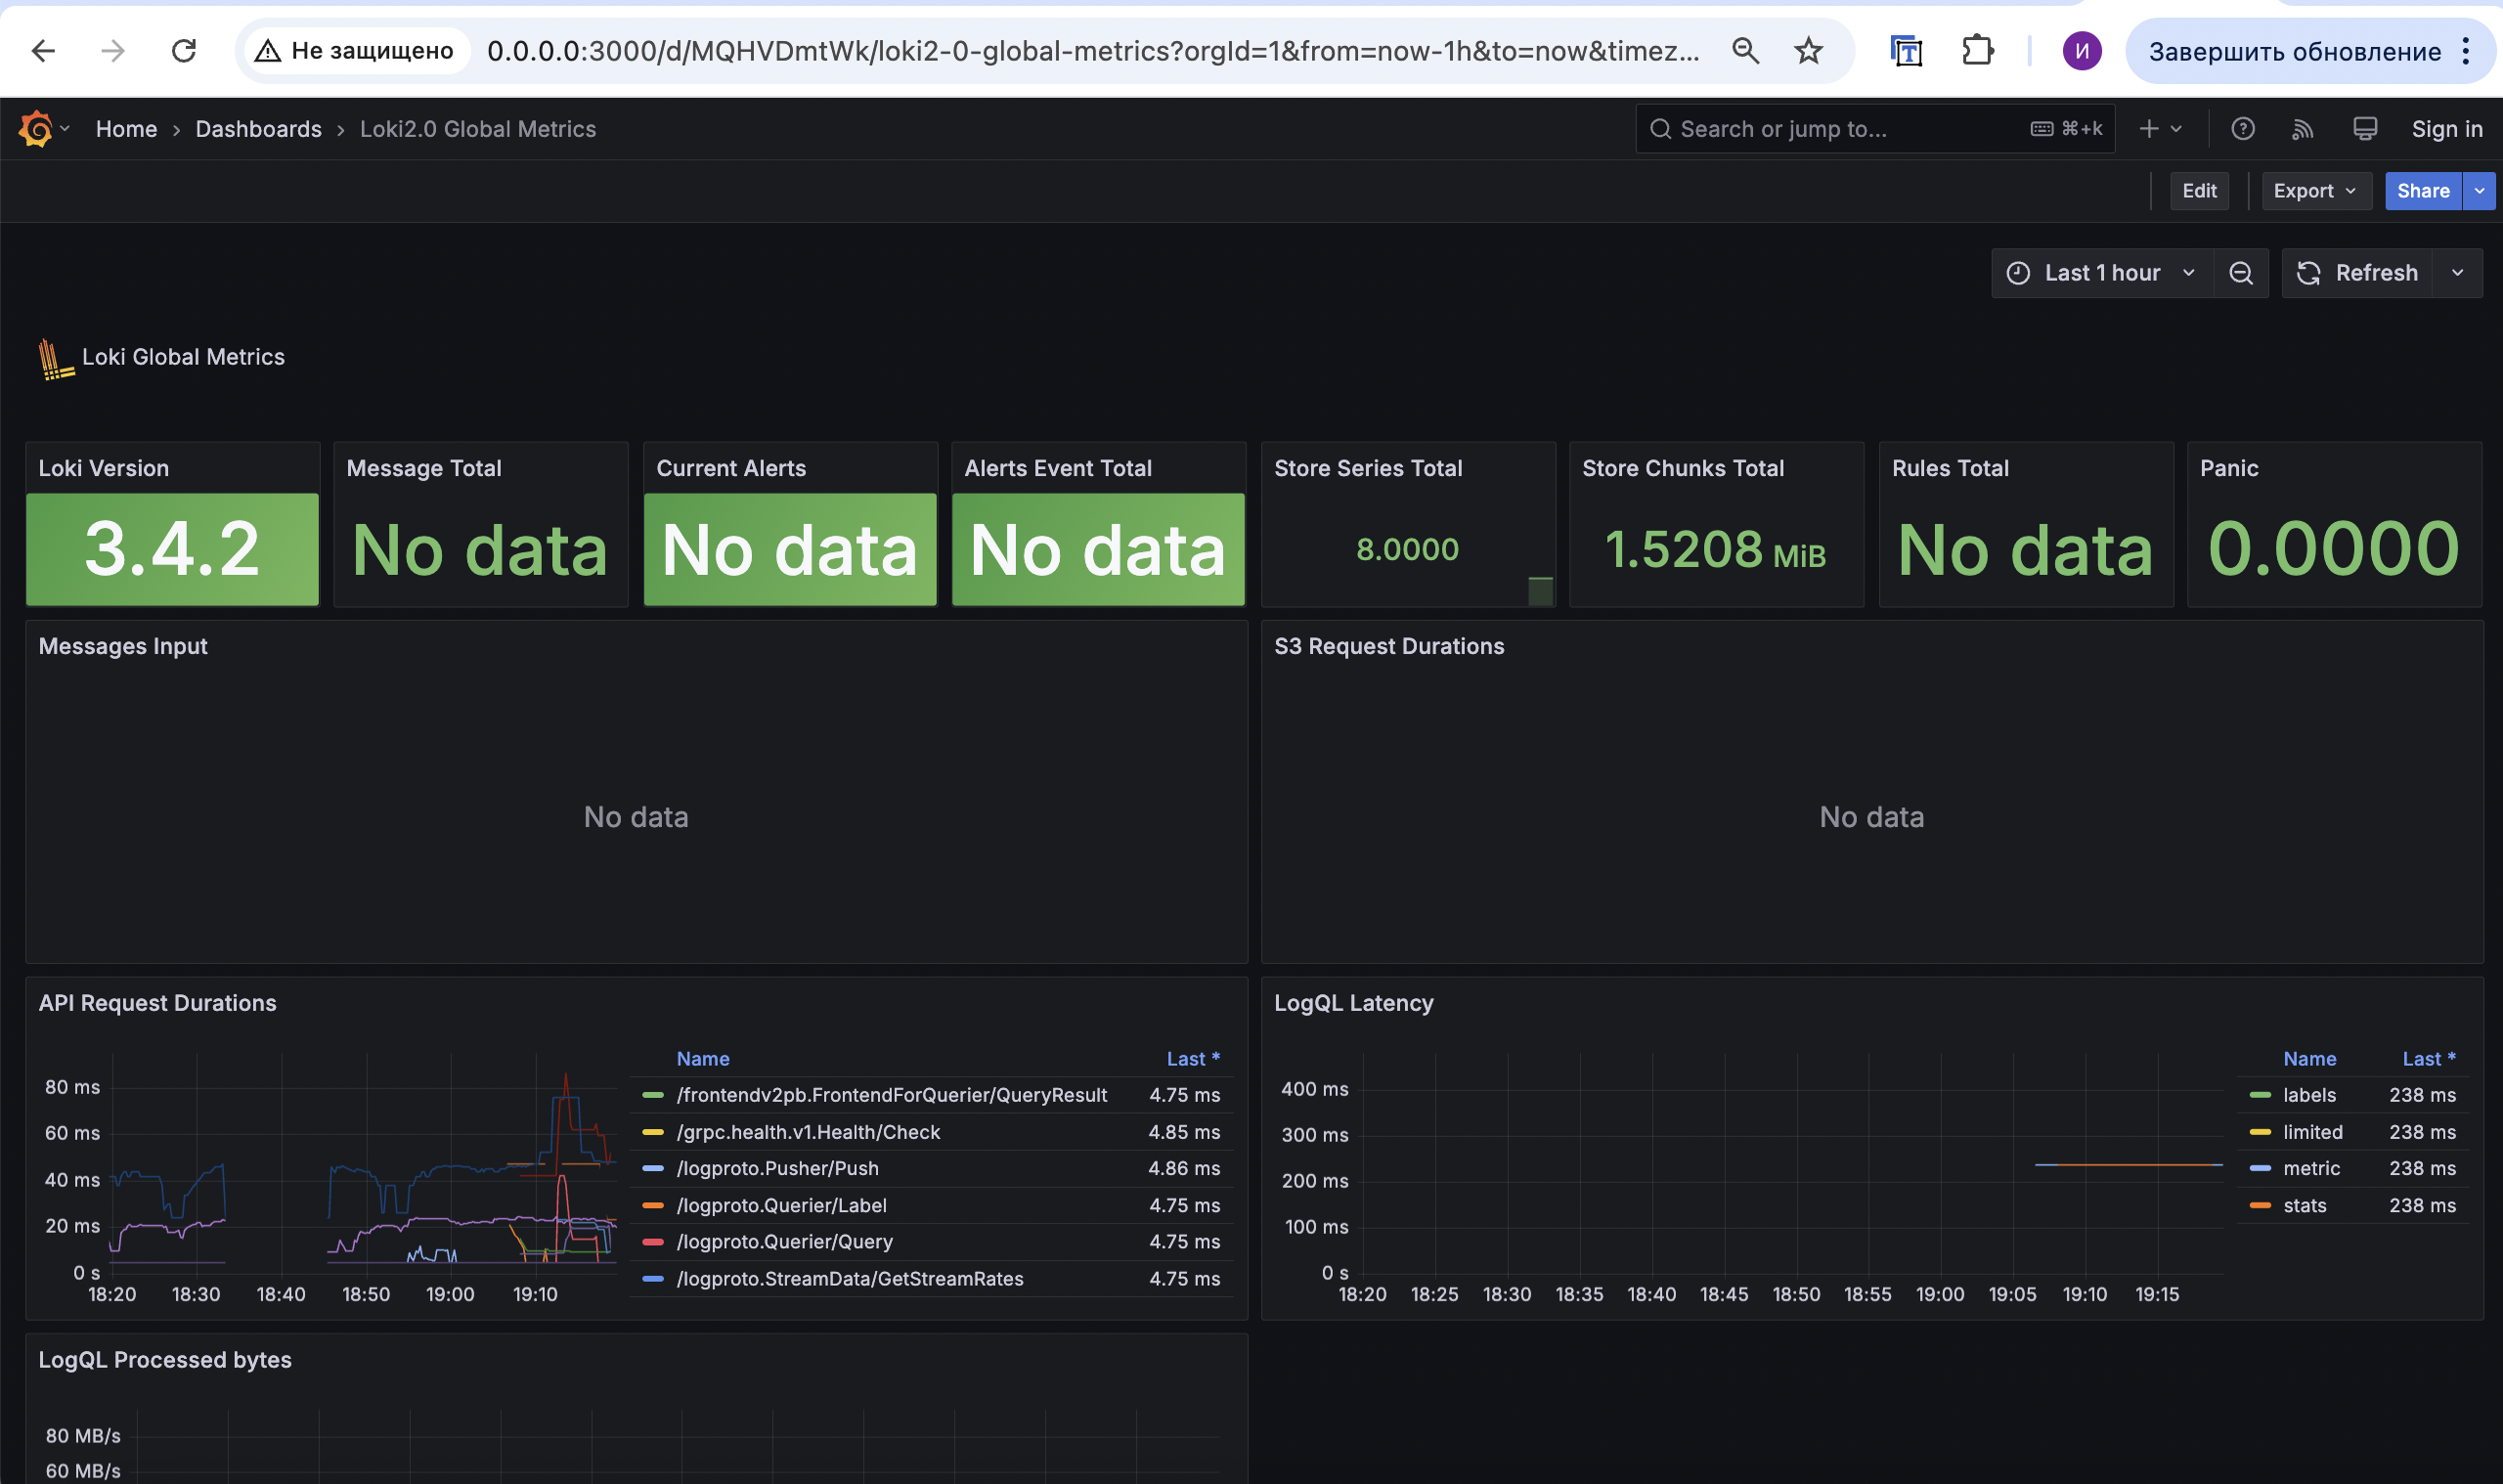 Не защищено
0.0.0.0:3000/d/MQHVDmtWk/loki2-0-global-metrics?orgId=1&from=now-1h&to=now&timez...
И
Завершить обновление
Home › Dashboards › Loki2.0 Global Metrics
Search or jump to...
⌘+k
Sign in
Edit
Export
Share
Last 1 hour
Refresh
Loki Global Metrics
Loki Version
3.4.2
Message Total
No data
Current Alerts
No data
Alerts Event Total
No data
Store Series Total
8.0000
Store Chunks Total
1.5208 MiB
Rules Total
No data
Panic
0.0000
Messages Input
No data
S3 Request Durations
No data
API Request Durations
80 ms
60 ms
40 ms
20 ms
0 s
18:20 18:30 18:40 18:50 19:00 19:10
Name Last *
/frontendv2pb.FrontendForQuerier/QueryResult 4.75 ms
/grpc.health.v1.Health/Check 4.85 ms
/logproto.Pusher/Push 4.86 ms
/logproto.Querier/Label 4.75 ms
/logproto.Querier/Query 4.75 ms
/logproto.StreamData/GetStreamRates 4.75 ms
LogQL Latency
400 ms
300 ms
200 ms
100 ms
0 s
18:20 18:25 18:30 18:35 18:40 18:45 18:50 18:55 19:00 19:05 19:10 19:15
Name Last *
labels 238 ms
limited 238 ms
metric 238 ms
stats 238 ms
LogQL Processed bytes
80 MB/s
60 MB/s